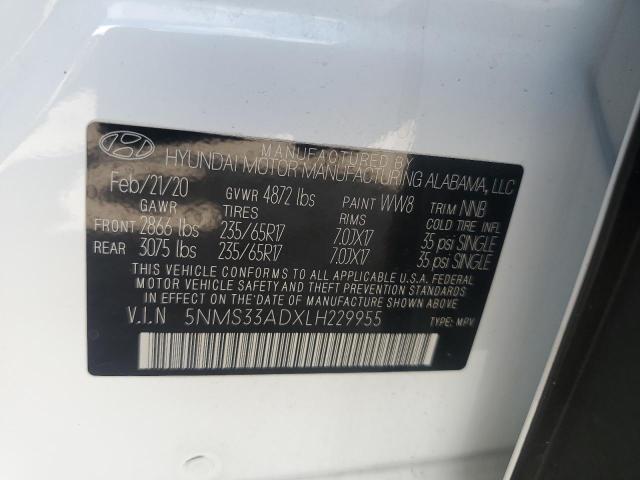 MANUFACTURED BY
HYUNDAI MOTOR MANUFACTURING ALABAMA, LLC
Feb/21/20 GVWR 4872 lbs PAINT WW8 TRIM NNB
GAWR TIRES RIMS COLD TIRE INFL
FRONT 2866 lbs 235/65R17 7.0JX17 35 psi SINGLE
REAR 3075 lbs 235/65R17 7.0JX17 35 psi SINGLE
THIS VEHICLE CONFORMS TO ALL APPLICABLE U.S.A. FEDERAL
MOTOR VEHICLE SAFETY AND THEFT PREVENTION STANDARDS
IN EFFECT ON THE DATE OF MANUFACTURE SHOWN ABOVE
V.I.N 5NMS33ADXLH229955 TYPE: MPV